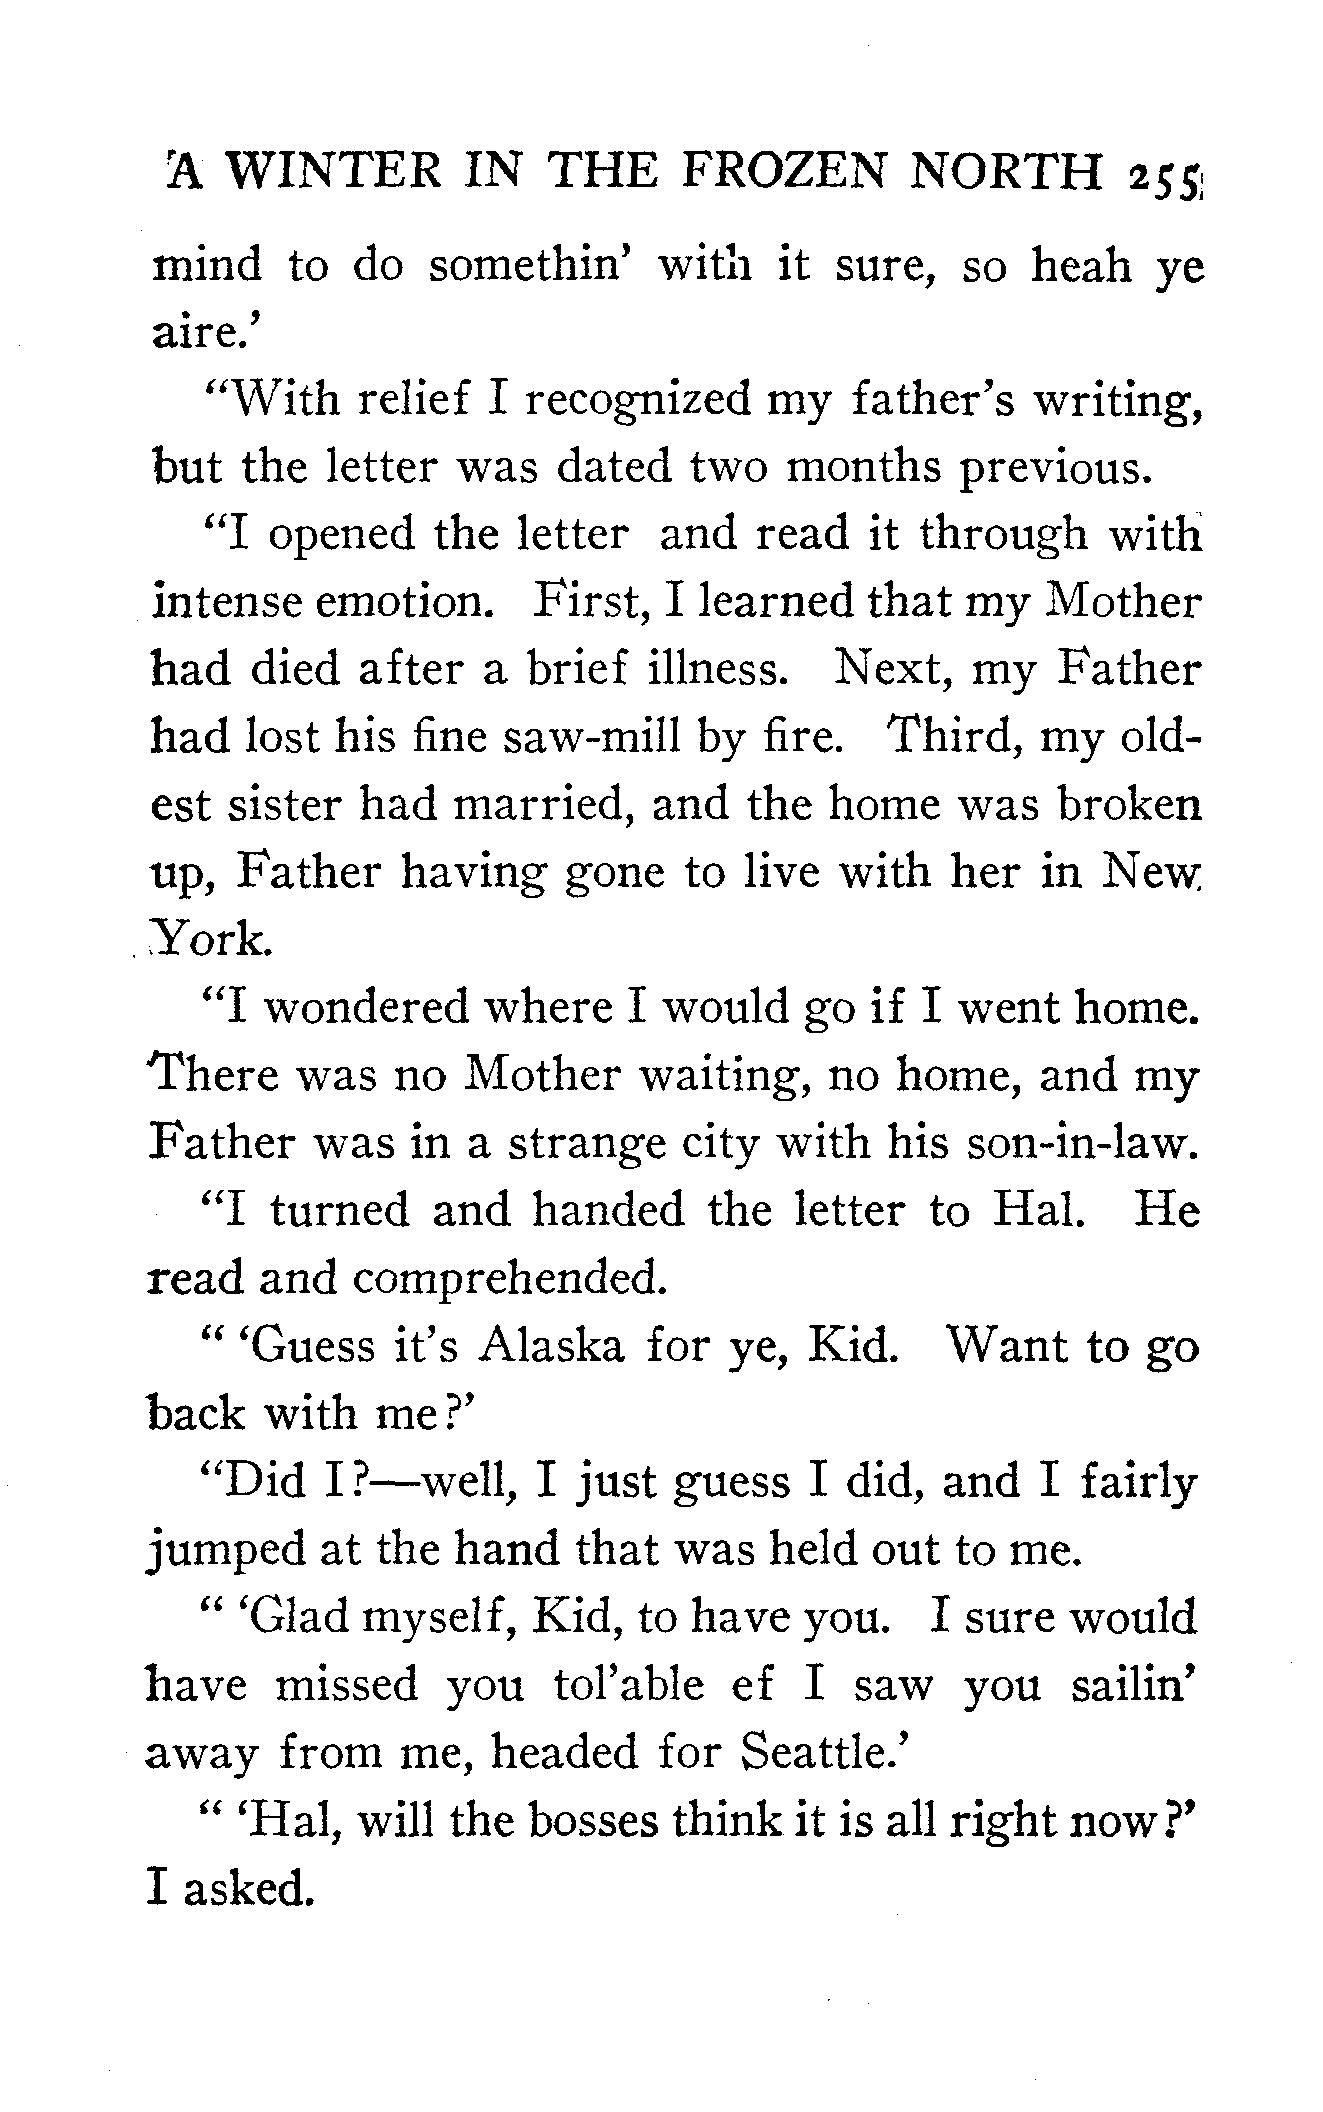 A WINTER IN THE FROZEN NORTH 255
mind to do somethin' with it sure, so heah ye
aire.'
"With relief I recognized my father's writing,
but the letter was dated two months previous.
"I opened the letter and read it through with
intense emotion. First, I learned that my Mother
had died after a brief illness. Next, my Father
had lost his fine saw-mill by fire. Third, my old-
est sister had married, and the home was broken
up, Father having gone to live with her in New
York.
"I wondered where I would go if I went home.
There was no Mother waiting, no home, and my
Father was in a strange city with his son-in-law.
"I turned and handed the letter to Hal. He
read and comprehended.
" 'Guess it's Alaska for ye, Kid. Want to go
back with me?'
"Did I?—well, I just guess I did, and I fairly
jumped at the hand that was held out to me.
" 'Glad myself, Kid, to have you. I sure would
have missed you tol'able ef I saw you sailin'
away from me, headed for Seattle.'
" 'Hal, will the bosses think it is all right now?'
I asked.